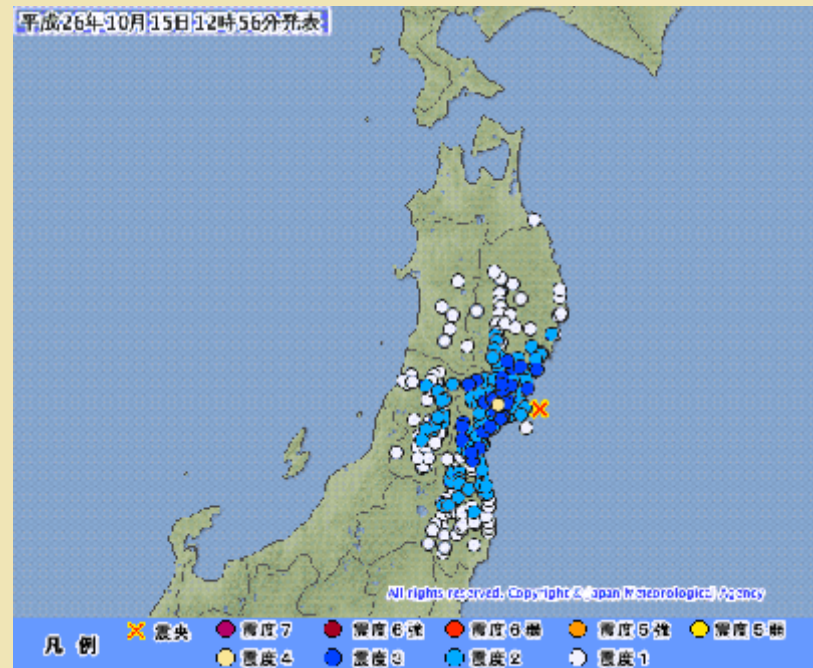 平成26年10月15日12時56分発表
All rights reserved. Copyright © Japan Meteorological Agency
凡 例 震央 震度7 震度6強 震度6弱 震度5強 震度5弱
震度4 震度3 震度2 震度1